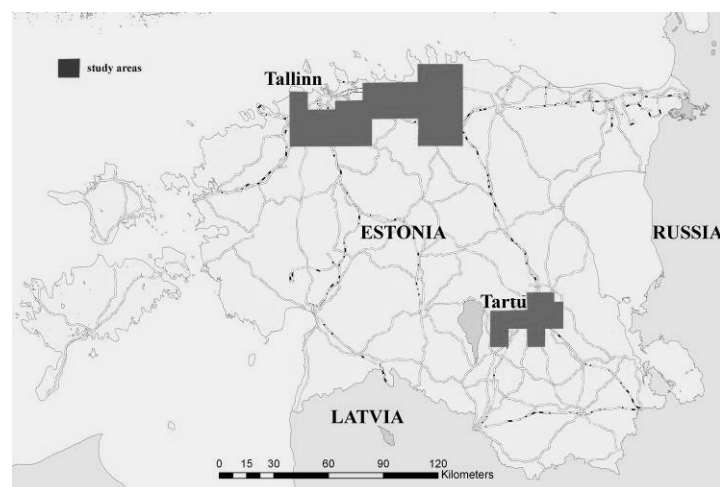 study areas
Tallinn
ESTONIA
RUSSIA
Tartu
LATVIA
0 15 30 60 90 120
Kilometers